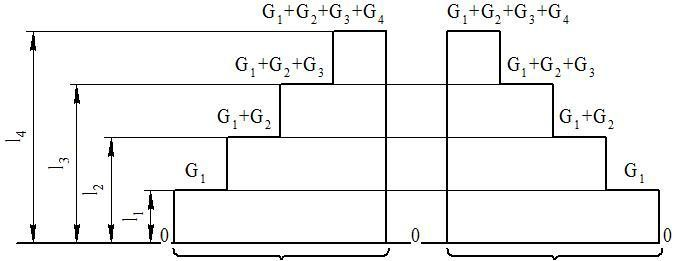 G₁+G₂+G₃+G₄ G₁+G₂+G₃+G₄
G₁+G₂+G₃ G₁+G₂+G₃
G₁+G₂ G₁+G₂
G₁ G₁
l₄
l₃
l₂
l₁
0 0 0